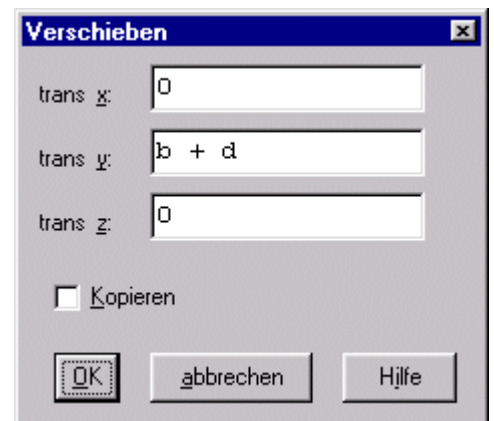 Verschieben
trans x: 0
trans y: b + d
trans z: 0
Kopieren
OK abbrechen Hilfe